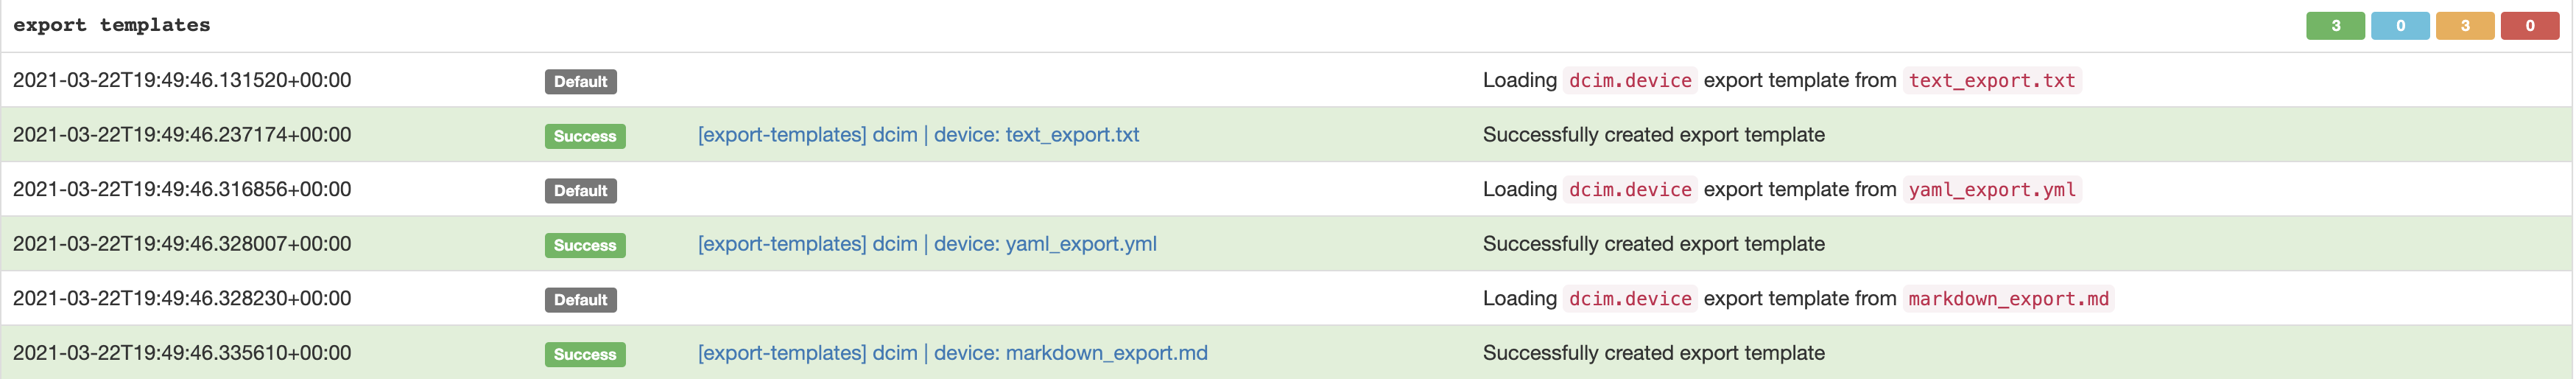 export templates 3 0 3 0
2021-03-22T19:49:46.131520+00:00 Default Loading dcim.device export template from text_export.txt
2021-03-22T19:49:46.237174+00:00 Success [export-templates] dcim | device: text_export.txt Successfully created export template
2021-03-22T19:49:46.316856+00:00 Default Loading dcim.device export template from yaml_export.yml
2021-03-22T19:49:46.328007+00:00 Success [export-templates] dcim | device: yaml_export.yml Successfully created export template
2021-03-22T19:49:46.328230+00:00 Default Loading dcim.device export template from markdown_export.md
2021-03-22T19:49:46.335610+00:00 Success [export-templates] dcim | device: markdown_export.md Successfully created export template